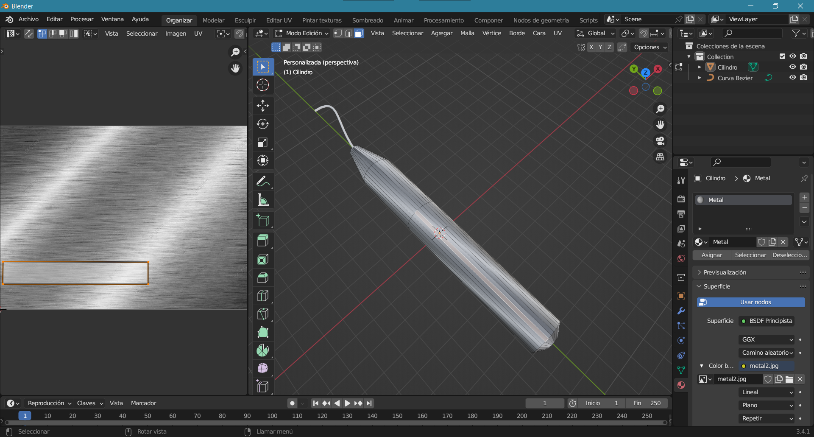 Blender
Archivo Editar Procesar Ventana Ayuda
Organizar Modelar Esculpir Editor UV Pintar texturas Sombreado Animar Procesamiento Componer Nodos de geometría Scripts
Scene
ViewLayer
Vista Seleccionar Imagen UV
Modo Edición
Vista Seleccionar Agregar Malla Vértice Borde Cara UV
Global
X Y Z
Opciones
Personalizada (perspectiva)
(1) Cilindro
Y
Z
X
Colecciones de la escena
Collection
Cilindro
Curva Bezier
Cilindro > Metal
Metal
Metal
Asignar Seleccionar Deselecció...
Previsualización
Superficie
Usar nodos
Superficie BSDF Principista
GGX
Camino aleatorio
Color b... metal2.jpg
metal2.jpg
Lineal
Plano
Repetir
Reproducción Claves Vista Marcador
1
Inicio 1
Fin 250
1 10 20 30 40 50 60 70 80 90 100 110 120 130 140 150 160 170 180 190 200 210 220 230 240 250
Seleccionar
Rotar vista
Llamar menú
3.4.1